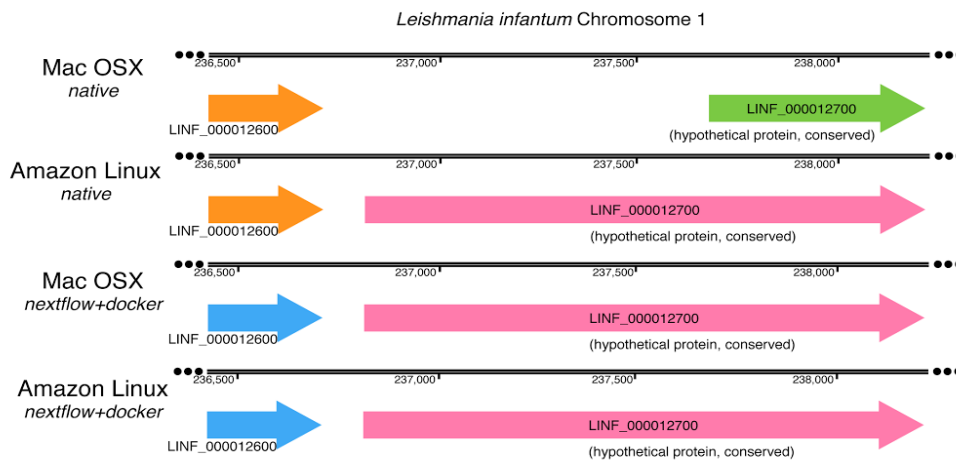 Leishmania infantum Chromosome 1
Mac OSX
native
236,500 237,000 237,500 238,000
LINF_000012600
LINF_000012700
(hypothetical protein, conserved)
Amazon Linux
native
236,500 237,000 237,500 238,000
LINF_000012600
LINF_000012700
(hypothetical protein, conserved)
Mac OSX
nextflow+docker
236,500 237,000 237,500 238,000
LINF_000012600
LINF_000012700
(hypothetical protein, conserved)
Amazon Linux
nextflow+docker
236,500 237,000 237,500 238,000
LINF_000012600
LINF_000012700
(hypothetical protein, conserved)